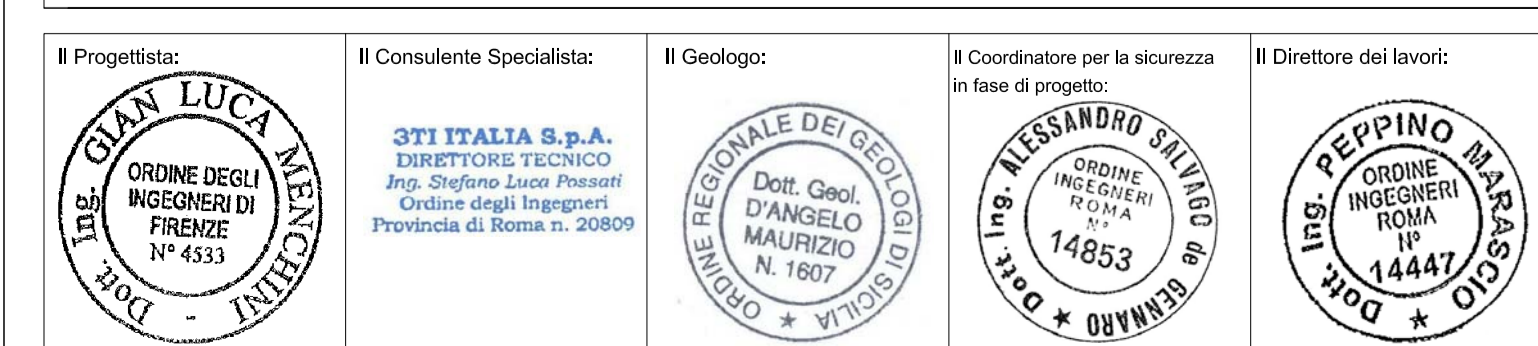 Il Progettista:
Dott. Ing. GIAN LUCA MENCHINI -
ORDINE DEGLI
INGEGNERI DI
FIRENZE
N° 4533
Il Consulente Specialista:
3TI ITALIA S.p.A.
DIRETTORE TECNICO
Ing. Stefano Luca Possati
Ordine degli Ingegneri
Provincia di Roma n. 20809
Il Geologo:
ORDINE REGIONALE DEI GEOLOGI DI SICILIA ★
Dott. Geol.
D'ANGELO
MAURIZIO
N. 1607
Il Coordinatore per la sicurezza
in fase di progetto:
Dott. Ing. ALESSANDRO SALVAGO de GENNARO ★
ORDINE
INGEGNERI
ROMA
N°
14853
Il Direttore dei lavori:
Dott. Ing. PEPPINO MARASCIO ★
ORDINE
INGEGNERI
ROMA
N°
14447